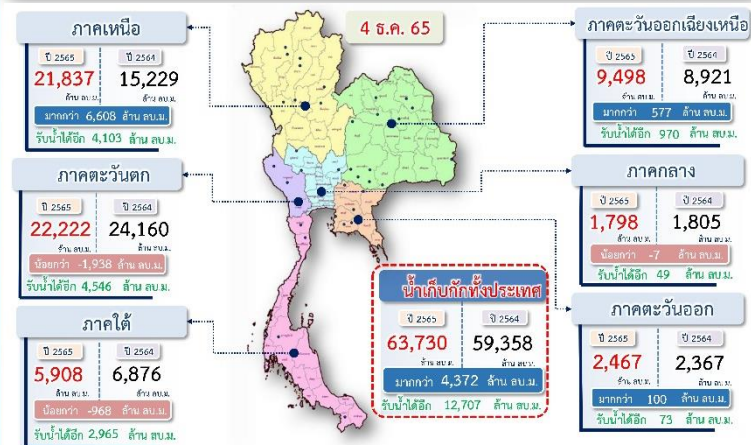 4 ธ.ค. 65
ภาคเหนือ
ปี 2565 ปี 2564
21,837 15,229
ล้าน ลบ.ม. ล้าน ลบ.ม.
มากกว่า 6,608 ล้าน ลบ.ม.
รับน้ำได้อีก 4,103 ล้าน ลบ.ม.
ภาคตะวันตก
ปี 2565 ปี 2564
22,222 24,160
ล้าน ลบ.ม. ล้าน ลบ.ม.
น้อยกว่า -1,938 ล้าน ลบ.ม.
รับน้ำได้อีก 4,546 ล้าน ลบ.ม.
ภาคใต้
ปี 2565 ปี 2564
5,908 6,876
ล้าน ลบ.ม. ล้าน ลบ.ม.
น้อยกว่า -968 ล้าน ลบ.ม.
รับน้ำได้อีก 2,965 ล้าน ลบ.ม.
น้ำเก็บกักทั้งประเทศ
ปี 2565 ปี 2564
63,730 59,358
ล้าน ลบ.ม. ล้าน ลบ.ม.
มากกว่า 4,372 ล้าน ลบ.ม.
รับน้ำได้อีก 12,707 ล้าน ลบ.ม.
ภาคตะวันออกเฉียงเหนือ
ปี 2565 ปี 2564
9,498 8,921
ล้าน ลบ.ม. ล้าน ลบ.ม.
มากกว่า 577 ล้าน ลบ.ม.
รับน้ำได้อีก 970 ล้าน ลบ.ม.
ภาคกลาง
ปี 2565 ปี 2564
1,798 1,805
ล้าน ลบ.ม. ล้าน ลบ.ม.
น้อยกว่า -7 ล้าน ลบ.ม.
รับน้ำได้อีก 49 ล้าน ลบ.ม.
ภาคตะวันออก
ปี 2565 ปี 2564
2,467 2,367
ล้าน ลบ.ม. ล้าน ลบ.ม.
มากกว่า 100 ล้าน ลบ.ม.
รับน้ำได้อีก 73 ล้าน ลบ.ม.